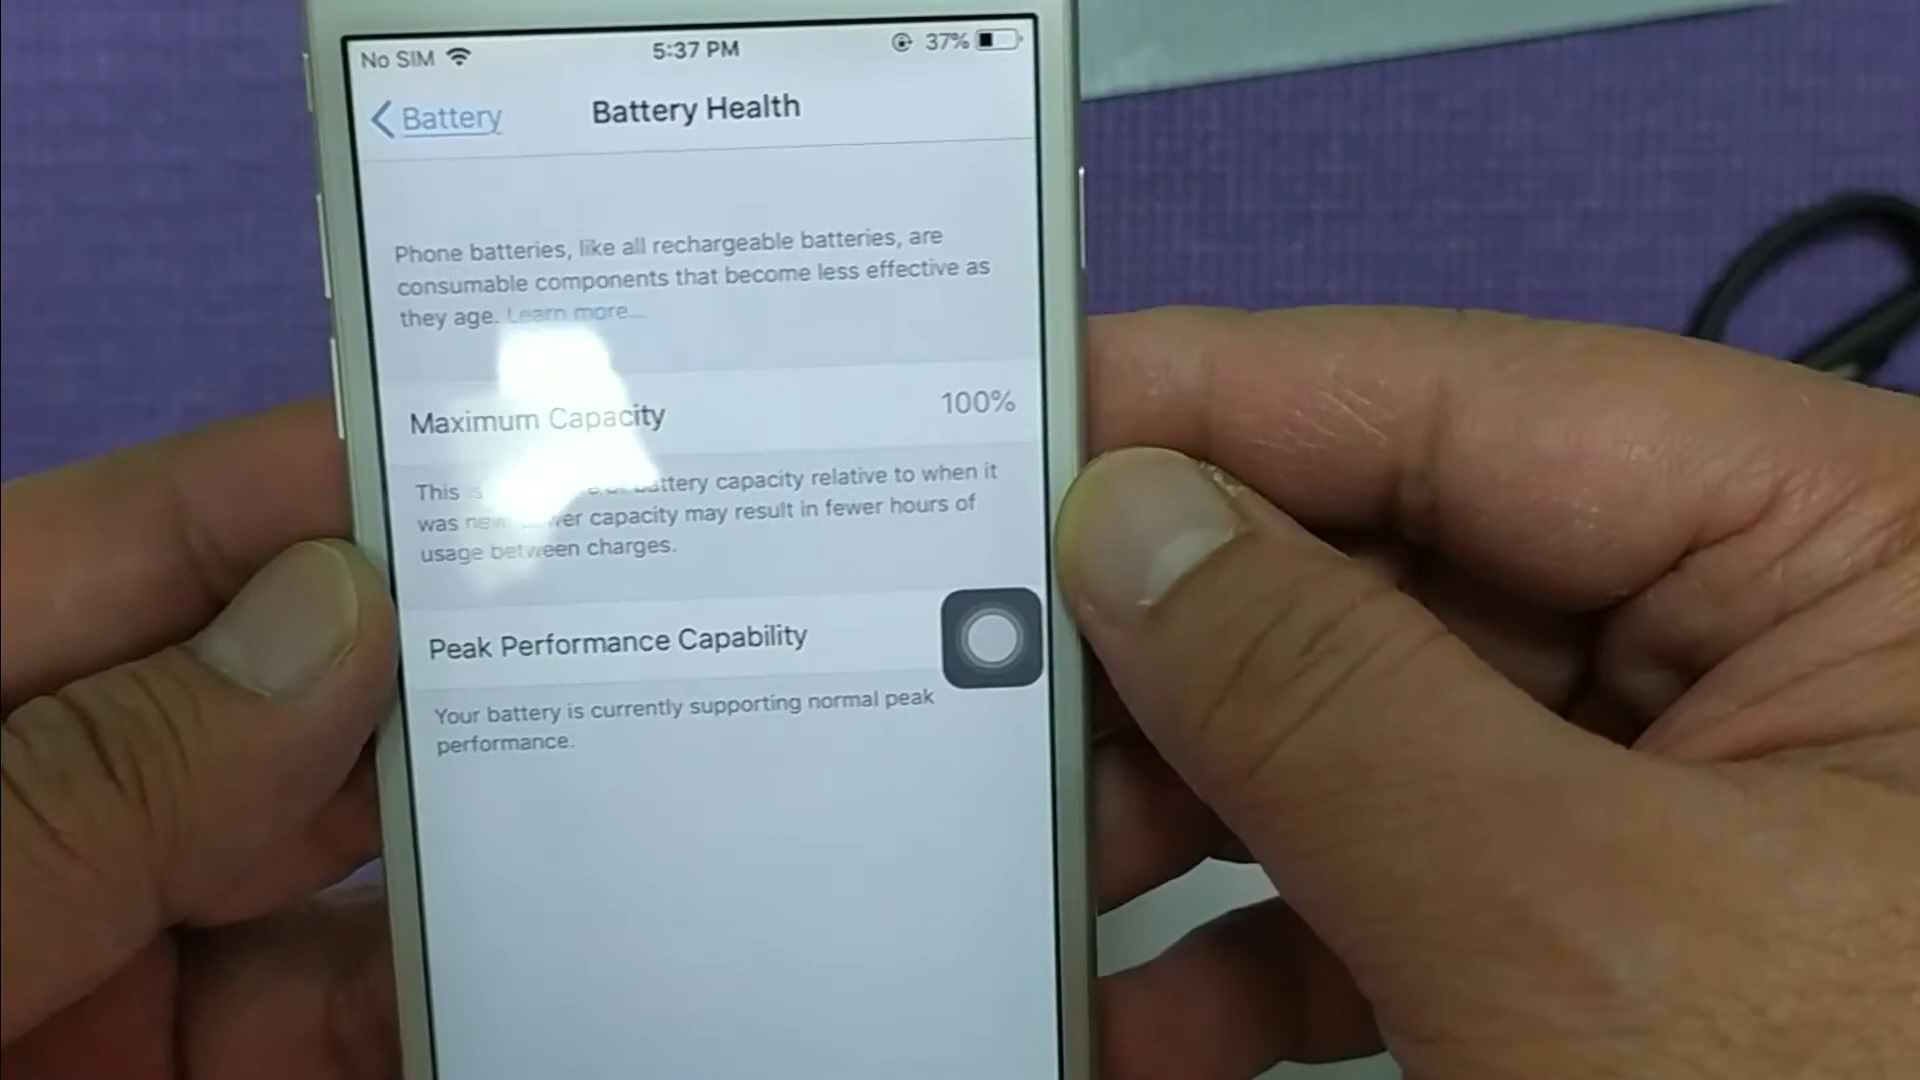 No SIM 5:37 PM 37%
Battery Battery Health
Phone batteries, like all rechargeable batteries, are
consumable components that become less effective as
they age. Learn more...
Maximum Capacity 100%
This battery capacity relative to when it
was new. capacity may result in fewer hours of
usage between charges.
Peak Performance Capability
Your battery is currently supporting normal peak
performance.